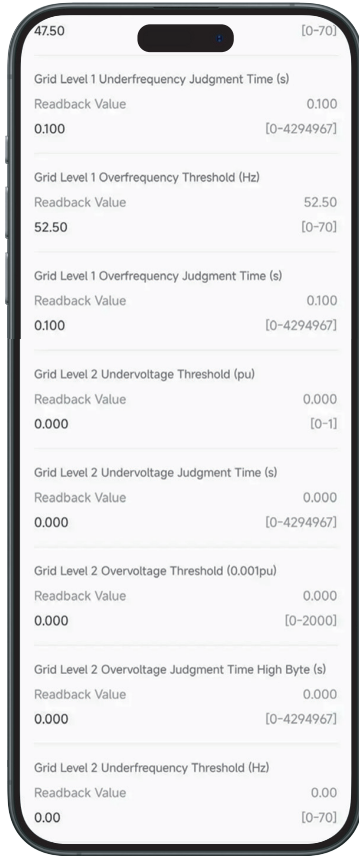 47.50 [0-70]
Grid Level 1 Underfrequency Judgment Time (s)
Readback Value 0.100
0.100 [0-4294967]
Grid Level 1 Overfrequency Threshold (Hz)
Readback Value 52.50
52.50 [0-70]
Grid Level 1 Overfrequency Judgment Time (s)
Readback Value 0.100
0.100 [0-4294967]
Grid Level 2 Undervoltage Threshold (pu)
Readback Value 0.000
0.000 [0-1]
Grid Level 2 Undervoltage Judgment Time (s)
Readback Value 0.000
0.000 [0-4294967]
Grid Level 2 Overvoltage Threshold (0.001pu)
Readback Value 0.000
0.000 [0-2000]
Grid Level 2 Overvoltage Judgment Time High Byte (s)
Readback Value 0.000
0.000 [0-4294967]
Grid Level 2 Underfrequency Threshold (Hz)
Readback Value 0.00
0.00 [0-70]